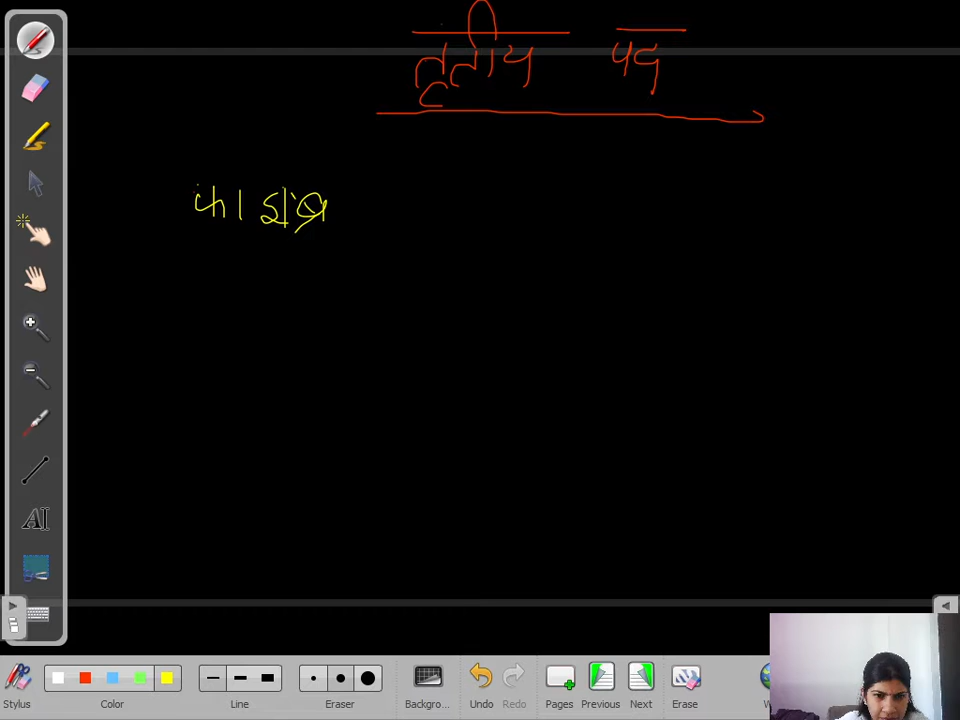 तृतीय पद
Stylus
Color
Line
Eraser
Backgro...
Undo
Redo
Pages
Previous
Next
Erase
W